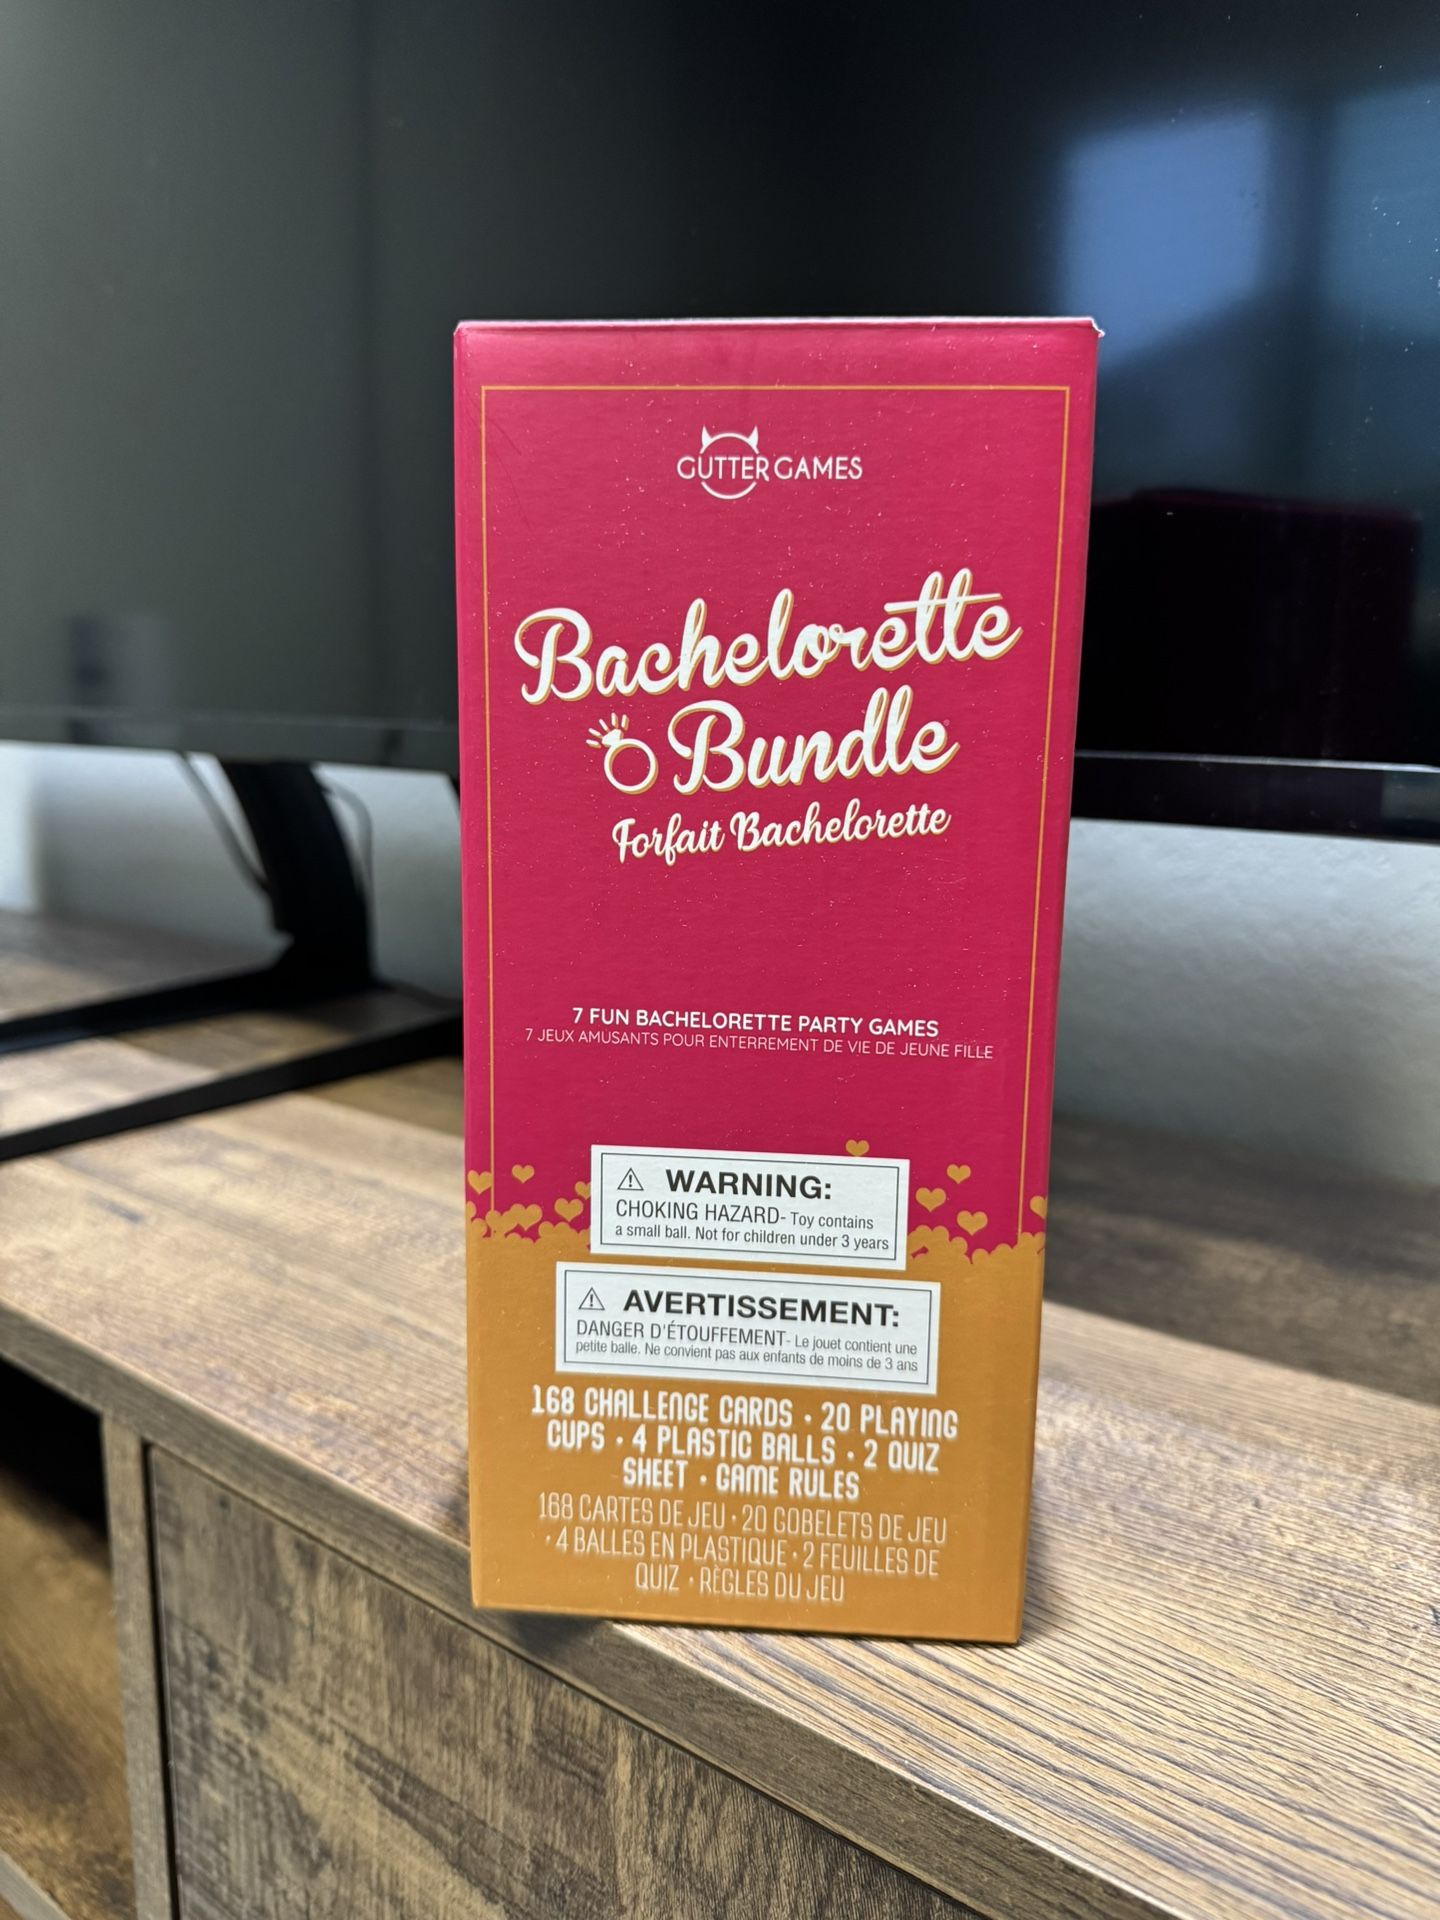 GUTTER GAMES
Bachelorette
Bundle
Forfait Bachelorette
7 FUN BACHELORETTE PARTY GAMES
7 JEUX AMUSANTS POUR ENTERREMENT DE VIE DE JEUNE FILLE
⚠ WARNING:
CHOKING HAZARD- Toy contains
a small ball. Not for children under 3 years
⚠ AVERTISSEMENT:
DANGER D'ÉTOUFFEMENT- Le jouet contient une
petite balle. Ne convient pas aux enfants de moins de 3 ans
168 CHALLENGE CARDS • 20 PLAYING
CUPS • 4 PLASTIC BALLS • 2 QUIZ
SHEET • GAME RULES
168 CARTES DE JEU • 20 GOBELETS DE JEU
• 4 BALLES EN PLASTIQUE • 2 FEUILLES DE
QUIZ • RÈGLES DU JEU